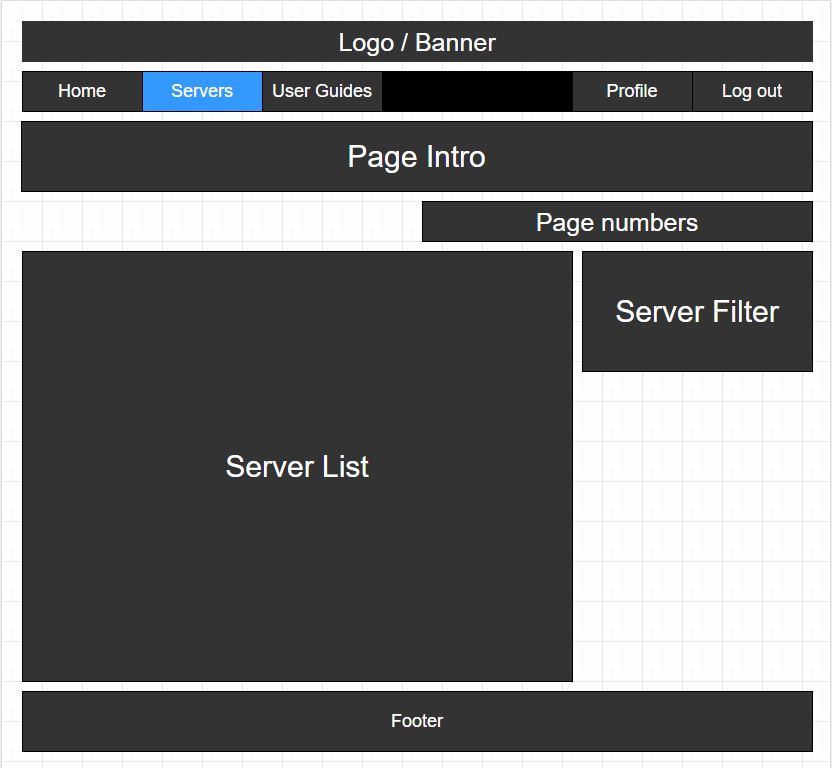 Logo / Banner
Home Servers User Guides Profile Log out
Page Intro
Page numbers
Server Filter
Server List
Footer